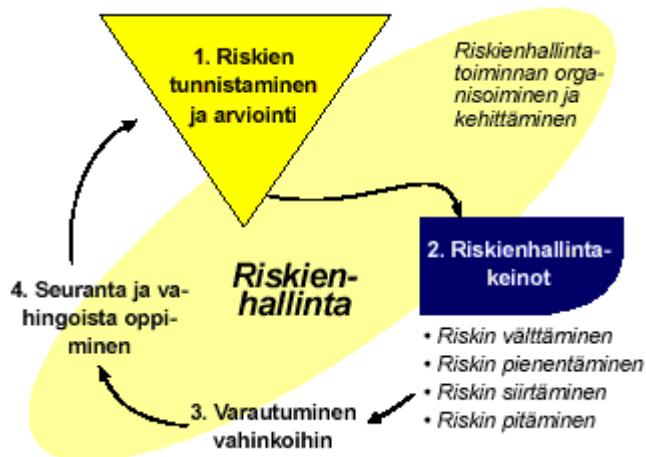 1. Riskien
tunnistaminen
ja arviointi
Riskienhallinta-
toiminnan orga-
nisoiminen ja
kehittäminen
2. Riskienhallinta-
keinot
• Riskin välttäminen
• Riskin pienentäminen
• Riskin siirtäminen
• Riskin pitäminen
3. Varautuminen
vahinkoihin
4. Seuranta ja va-
hingoista oppi-
minen
Riskien-
hallinta